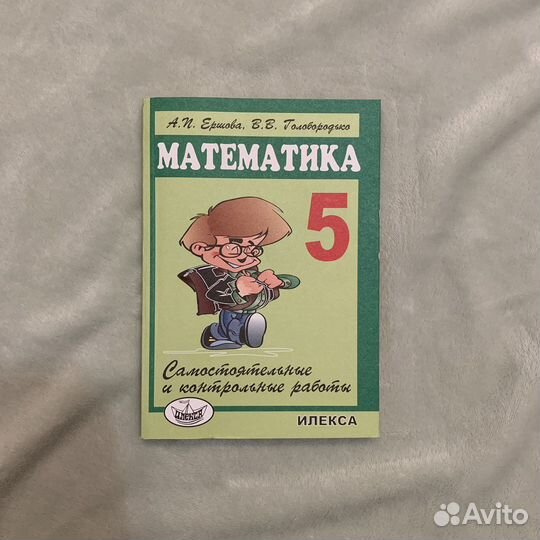 А.П. Ершова, В.В. Голобородько
МАТЕМАТИКА
5
Самостоятельные
и контрольные работы
ИЛЕКСА
ИЛЕКСА
Avito